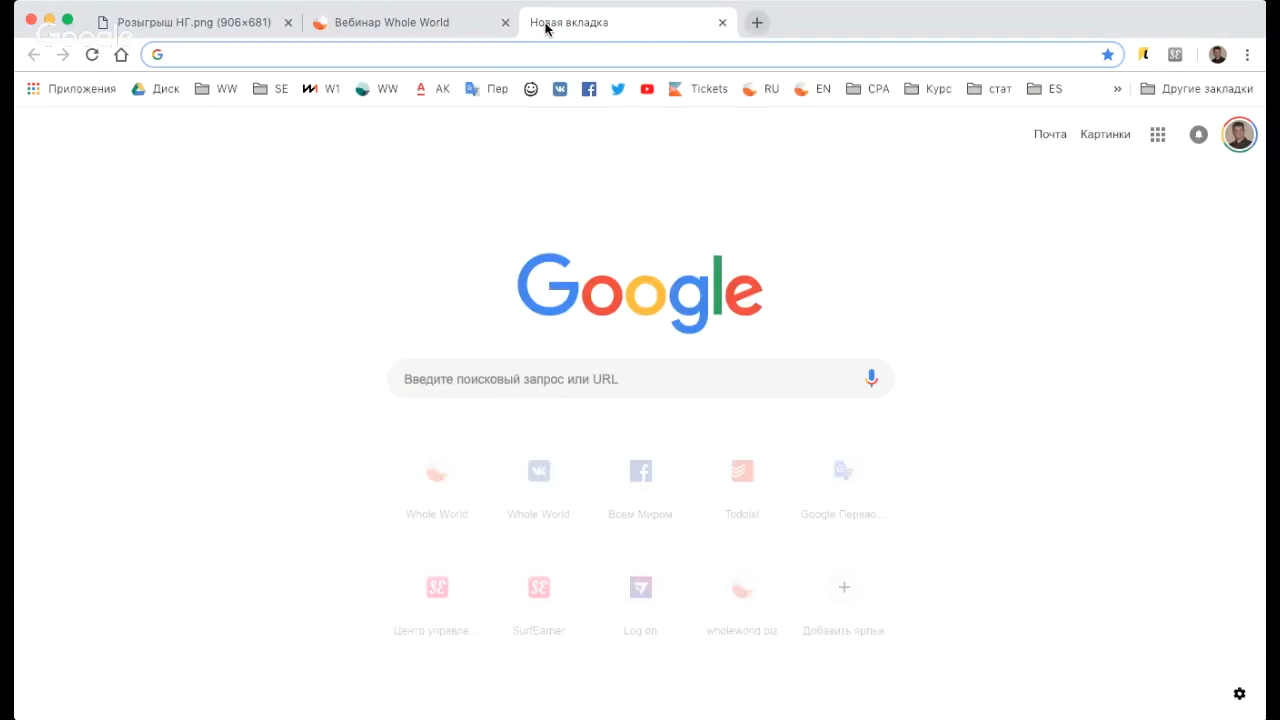 Розыгрыш НГ.png (906×681) Вебинар Whole World Новая вкладка
Google
Приложения Диск WW SE W1 WW АК Пер Tickets RU EN CPA Курс стат ES » Другие закладки
Почта Картинки
Google
Введите поисковый запрос или URL
Whole World Whole World Всем Миром Todoist Google Перево...
Центр управле... SurfEarner Log on wholeworld.biz Добавить ярлык